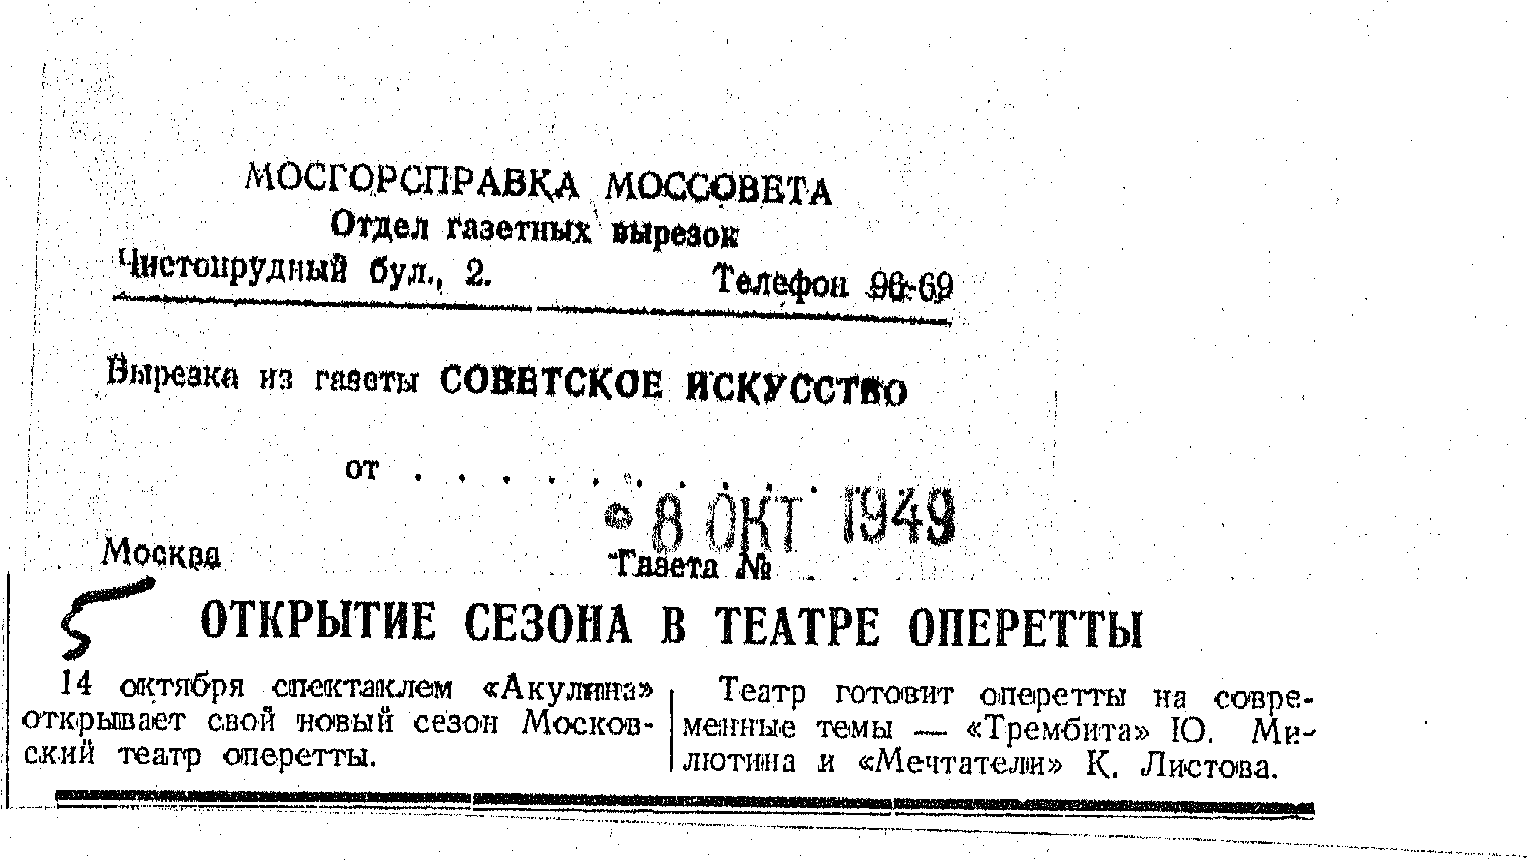 МОСГОРСПРАВКА МОССОВЕТА
Отдел газетных вырезок
Чистопрудный бул., 2. Телефон 96-69
Вырезка из газеты СОВЕТСКОЕ ИСКУССТВО
от . . . . . . . . . .
8 ОКТ 1949
Москва Газета № . .
5
ОТКРЫТИЕ СЕЗОНА В ТЕАТРЕ ОПЕРЕТТЫ
14 октября спектаклем «Акулина»
открывает свой новый сезон Москов-
ский театр оперетты.
Театр готовит оперетты на совре-
менные темы — «Трембита» Ю. Ми-
лютина и «Мечтатели» К. Листова.